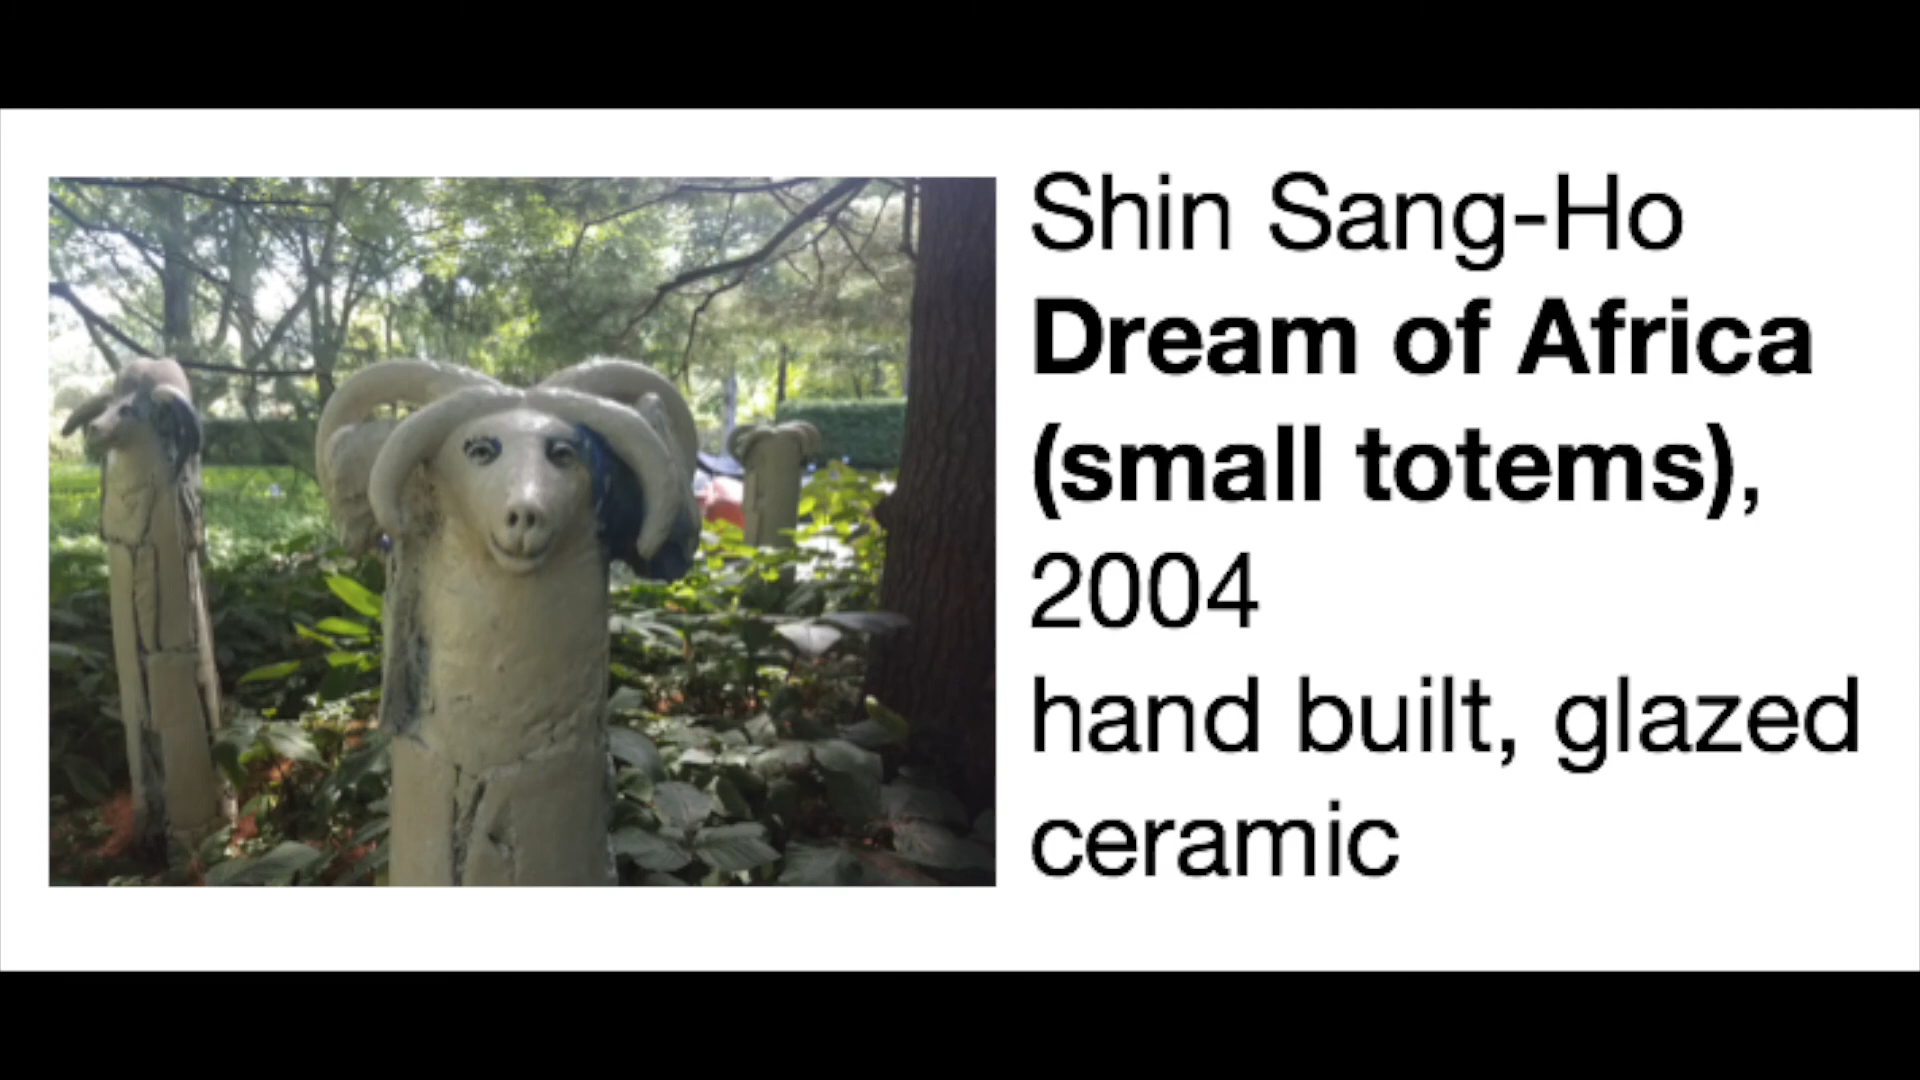 Shin Sang-Ho
Dream of Africa
(small totems),
2004
hand built, glazed
ceramic